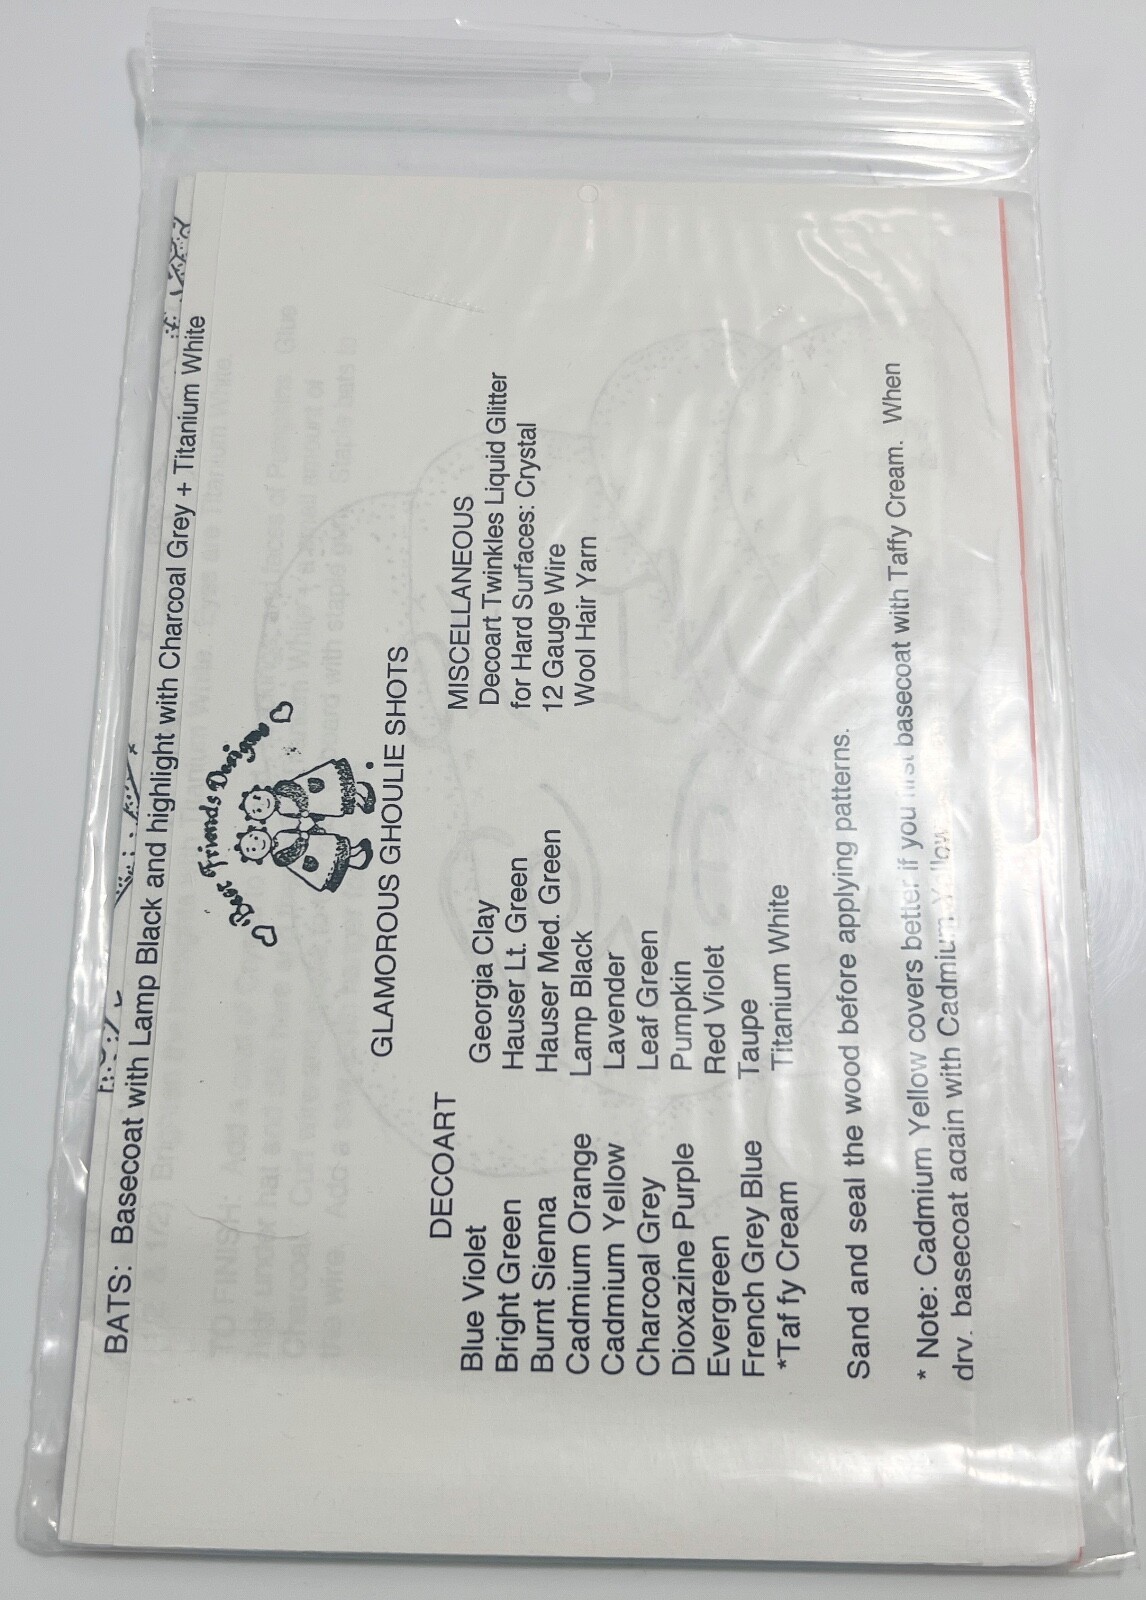 BATS: Basecoat with Lamp Black and highlight with Charcoal Grey + Titanium White
Best Friends Designs
GLAMOROUS GHOULIE SHOTS
DECOART
Blue Violet
Bright Green
Burnt Sienna
Cadmium Orange
Cadmium Yellow
Charcoal Grey
Dioxazine Purple
Evergreen
French Grey Blue
*Taffy Cream
Georgia Clay
Hauser Lt. Green
Hauser Med. Green
Lamp Black
Lavender
Leaf Green
Pumpkin
Red Violet
Taupe
Titanium White
MISCELLANEOUS
Decoart Twinkles Liquid Glitter
for Hard Surfaces: Crystal
12 Gauge Wire
Wool Hair Yarn
Sand and seal the wood before applying patterns.
* Note: Cadmium Yellow covers better if you first basecoat with Taffy Cream. When
dry, basecoat again with Cadmium Yellow